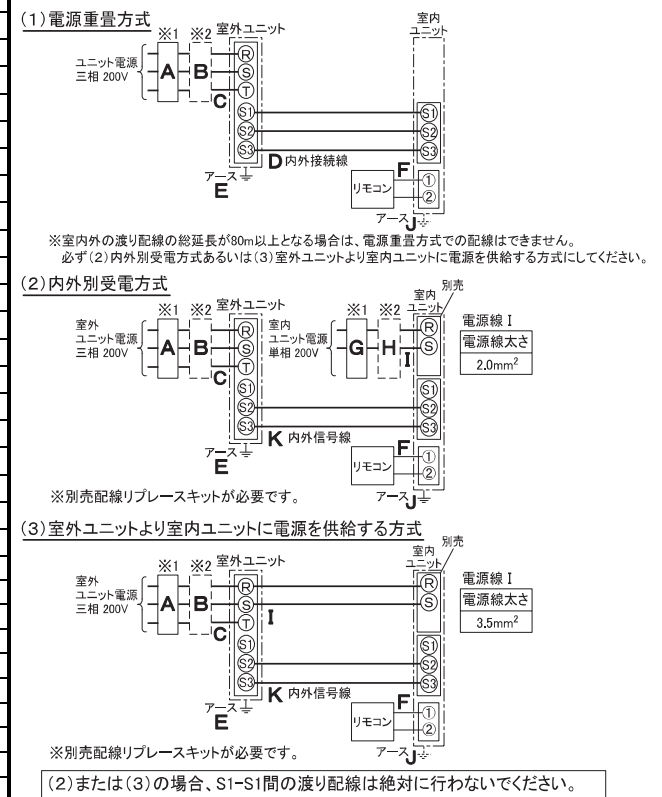 (1)電源重畳方式
※1 ※2 室外ユニット
室内
ユニット
ユニット電源
三相 200V
A B C
R
S
T
S1
S2
S3
S1
S2
S3
D 内外接続線
アース
E
F
リモコン
①
②
アース J
※室内外の渡り配線の総延長が80m以上となる場合は、電源重畳方式での配線はできません。
必ず(2)内外別受電方式あるいは(3)室外ユニットより室内ユニットに電源を供給する方式にしてください。
(2)内外別受電方式
※1 ※2 室外ユニット
※1 ※2
室内
ユニット
別売
室外
ユニット電源
三相 200V
A B C
R
S
T
S1
S2
S3
室内
ユニット電源
単相 200V
G H I
R
S
S1
S2
S3
電源線 I
電源線太さ
2.0mm²
K 内外信号線
アース
E
F
リモコン
①
②
アース J
※別売配線リプレースキットが必要です。
(3)室外ユニットより室内ユニットに電源を供給する方式
※1 ※2 室外ユニット
室内
ユニット
別売
室外
ユニット電源
三相 200V
A B C
R
S
T
S1
S2
S3
I
R
S
S1
S2
S3
電源線 I
電源線太さ
3.5mm²
K 内外信号線
アース
E
F
リモコン
①
②
アース J
※別売配線リプレースキットが必要です。
(2)または(3)の場合、S1-S1間の渡り配線は絶対に行わないでください。